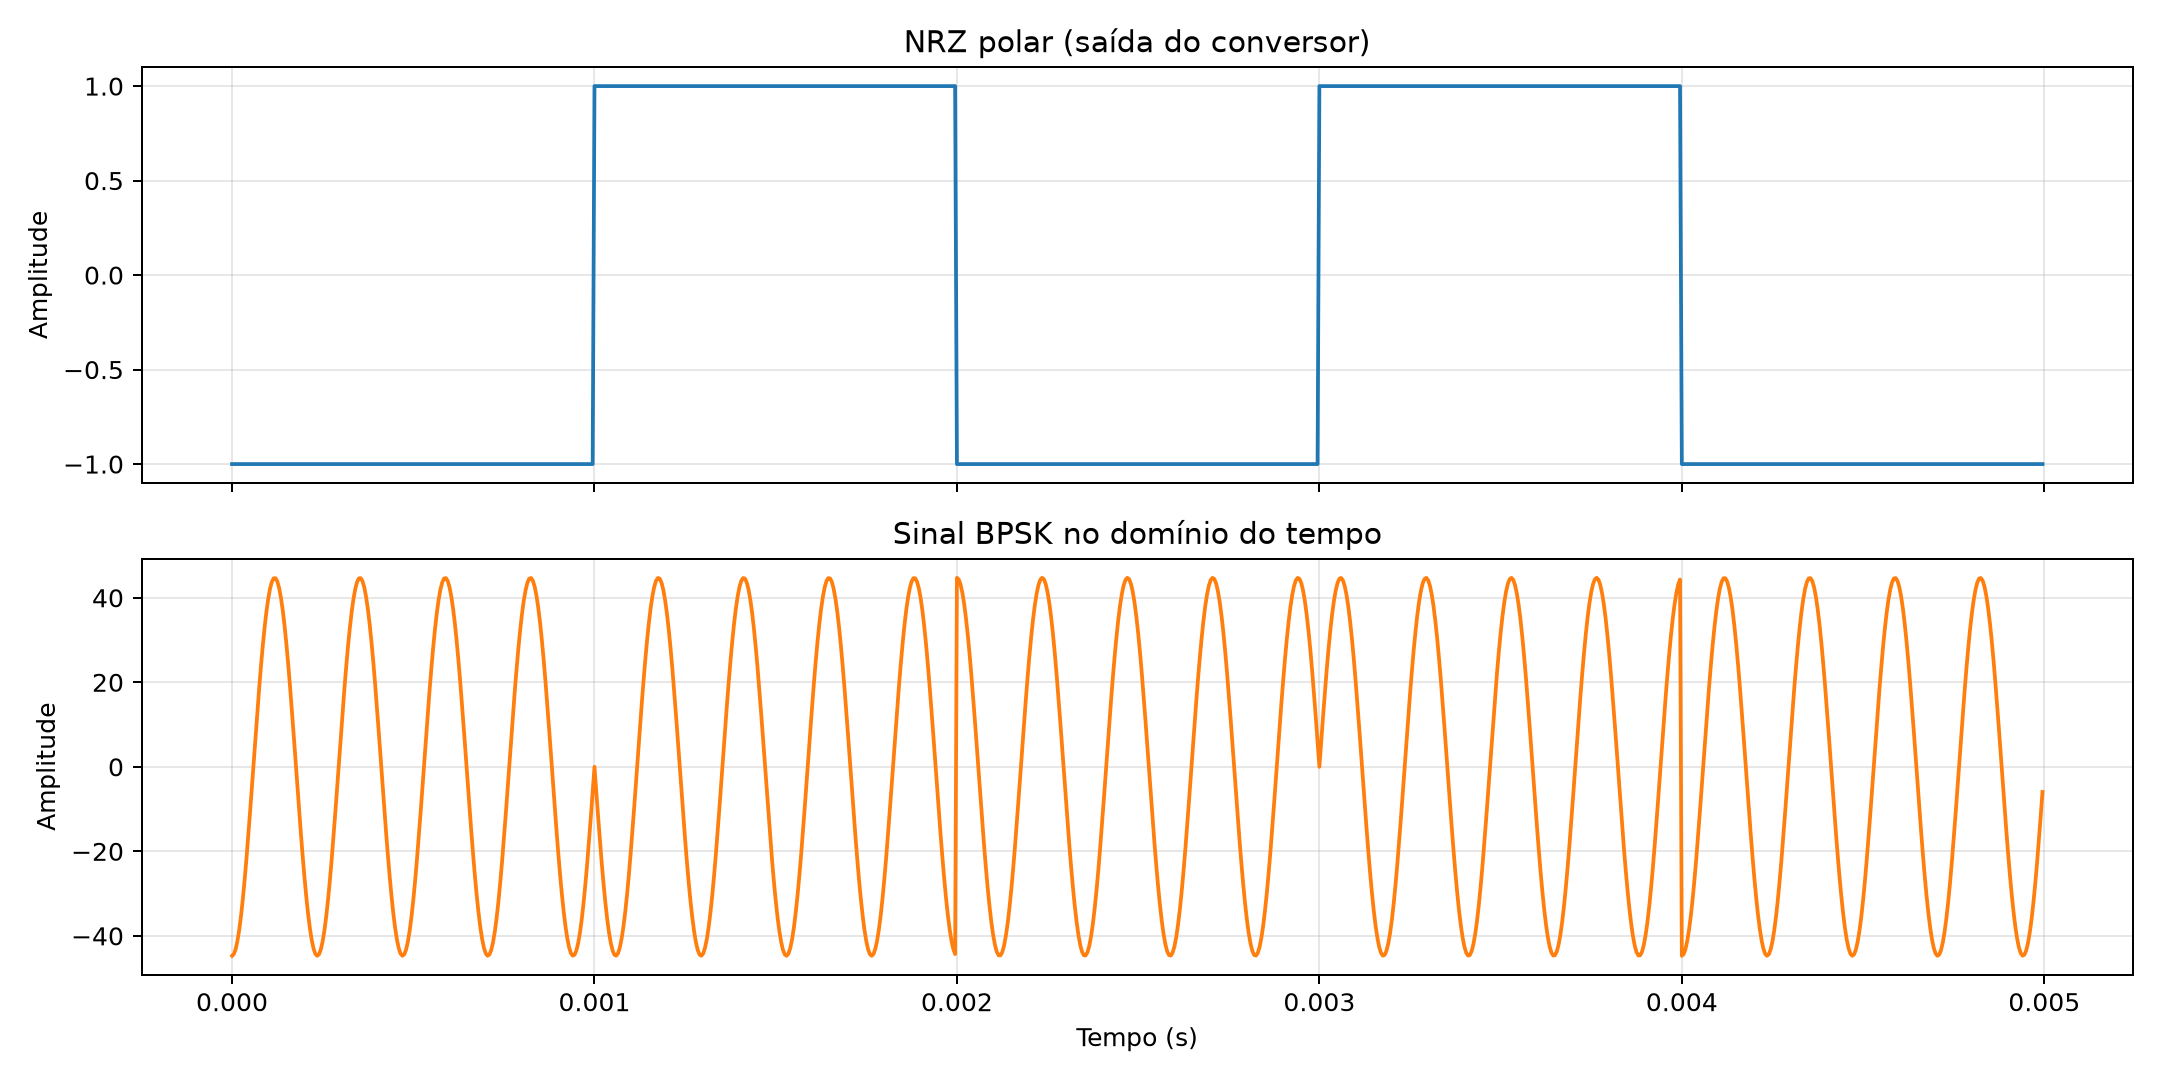 NRZ polar (saída do conversor)
Amplitude
1.0
0.5
0.0
−0.5
−1.0
Sinal BPSK no domínio do tempo
Amplitude
40
20
0
−20
−40
0.000 0.001 0.002 0.003 0.004 0.005
Tempo (s)